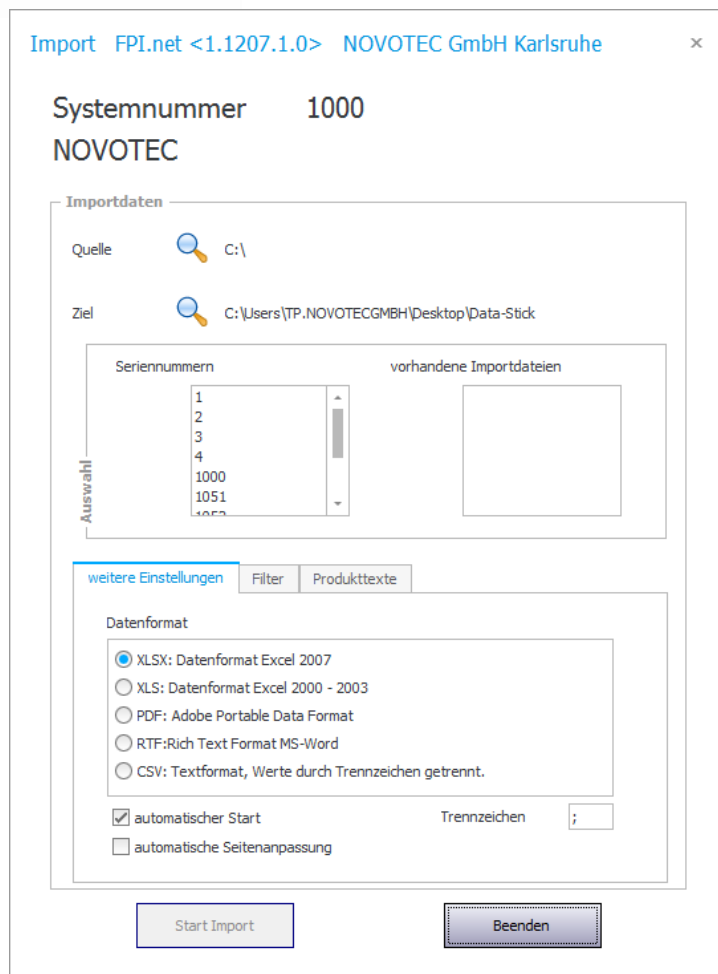 Import FPI.net <1.1207.1.0> NOVOTEC GmbH Karlsruhe
Systemnummer 1000
NOVOTEC
Importdaten
Quelle C:\
Ziel C:\Users\TP.NOVOTECGMBH\Desktop\Data-Stick
Auswahl
Seriennummern vorhandene Importdateien
1
2
3
4
1000
1051
1052
weitere Einstellungen Filter Produkttexte
Datenformat
XLSX: Datenformat Excel 2007
XLS: Datenformat Excel 2000 - 2003
PDF: Adobe Portable Data Format
RTF:Rich Text Format MS-Word
CSV: Textformat, Werte durch Trennzeichen getrennt.
automatischer Start Trennzeichen ;
automatische Seitenanpassung
Start Import Beenden